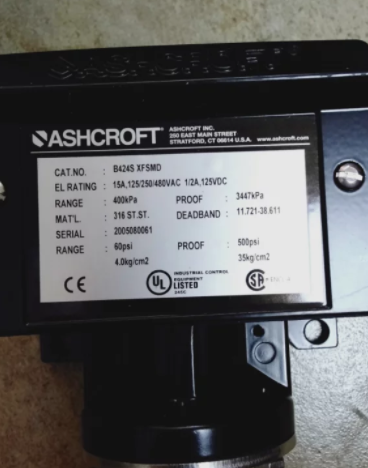 ASHCROFT
ASHCROFT® ASHCROFT INC.
250 EAST MAIN STREET
STRATFORD, CT 06614 U.S.A. www.ashcroft.com
CAT.NO. : B424S XFSMD
EL RATING : 15A,125/250/480VAC 1/2A,125VDC
RANGE : 400kPa PROOF : 3447kPa
MAT'L. : 316 ST.ST. DEADBAND : 11.721-38.611
SERIAL : 2005080061
RANGE : 60psi PROOF : 500psi
4.0kg/cm2 35kg/cm2
CE UL LISTED INDUSTRIAL CONTROL EQUIPMENT SA